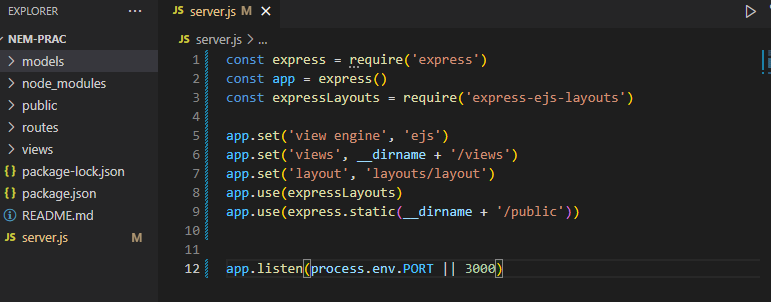 EXPLORER
NEM-PRAC
models
node_modules
public
routes
views
{} package-lock.json
{} package.json
README.md
JS server.js M
JS server.js M
JS server.js > ...
1 const express = require('express')
2 const app = express()
3 const expressLayouts = require('express-ejs-layouts')
4
5 app.set('view engine', 'ejs')
6 app.set('views', __dirname + '/views')
7 app.set('layout', 'layouts/layout')
8 app.use(expressLayouts)
9 app.use(express.static(__dirname + '/public'))
10
11
12 app.listen(process.env.PORT || 3000)